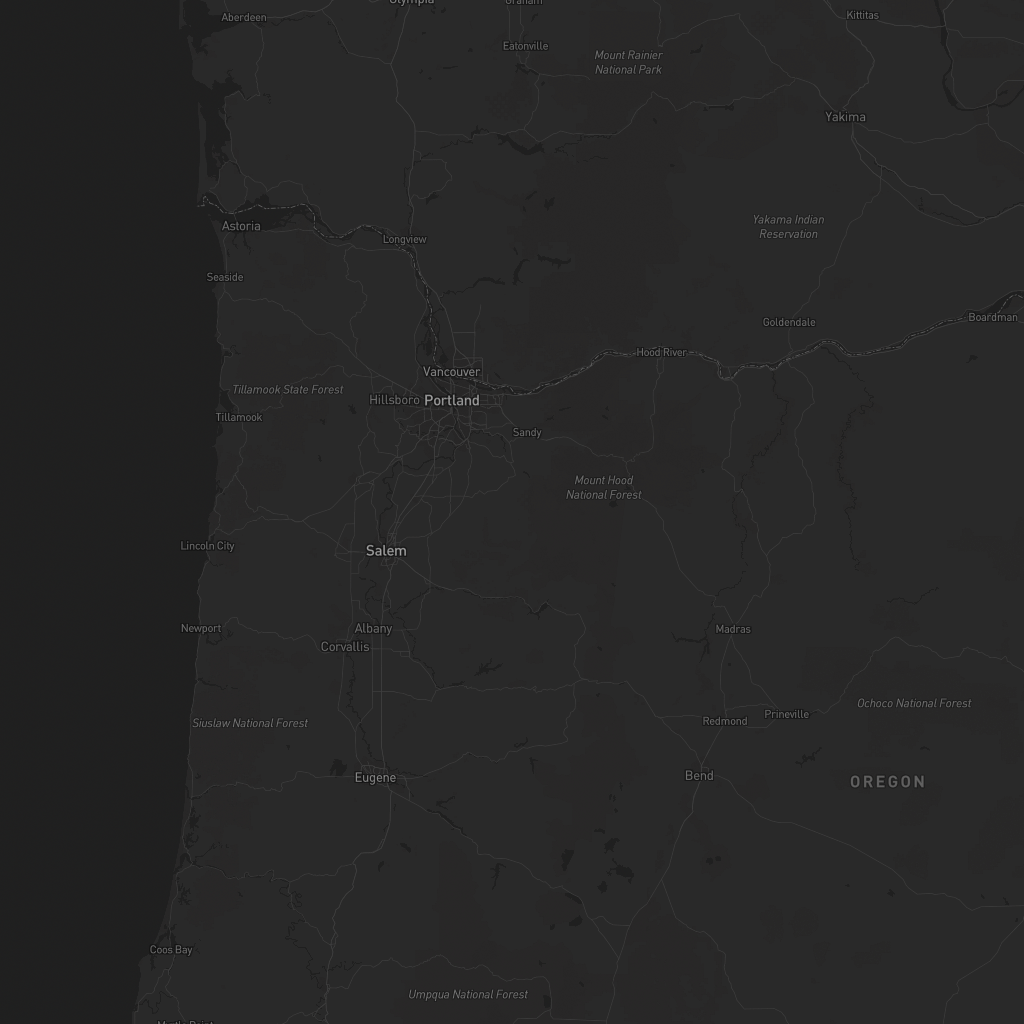 Olympia
Graham
Aberdeen
Kittitas
Eatonville
Mount Rainier
National Park
Yakima
Astoria
Yakama Indian
Reservation
Longview
Seaside
Boardman
Goldendale
Hood River
Vancouver
Tillamook State Forest
Hillsboro
Portland
Tillamook
Sandy
Mount Hood
National Forest
Lincoln City
Salem
Newport
Albany
Madras
Corvallis
Ochoco National Forest
Siuslaw National Forest
Redmond
Prineville
Eugene
Bend
OREGON
Coos Bay
Umpqua National Forest
Myrtle Point